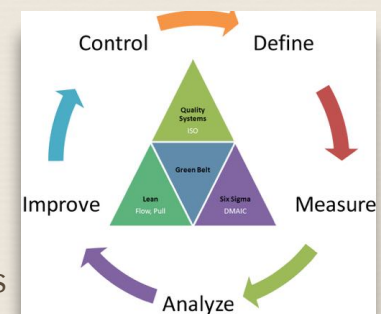 Control
Define
Quality
Systems
ISO
Green Belt
Lean
Flow, Pull
Six Sigma
DMAIC
Improve
Measure
s
Analyze